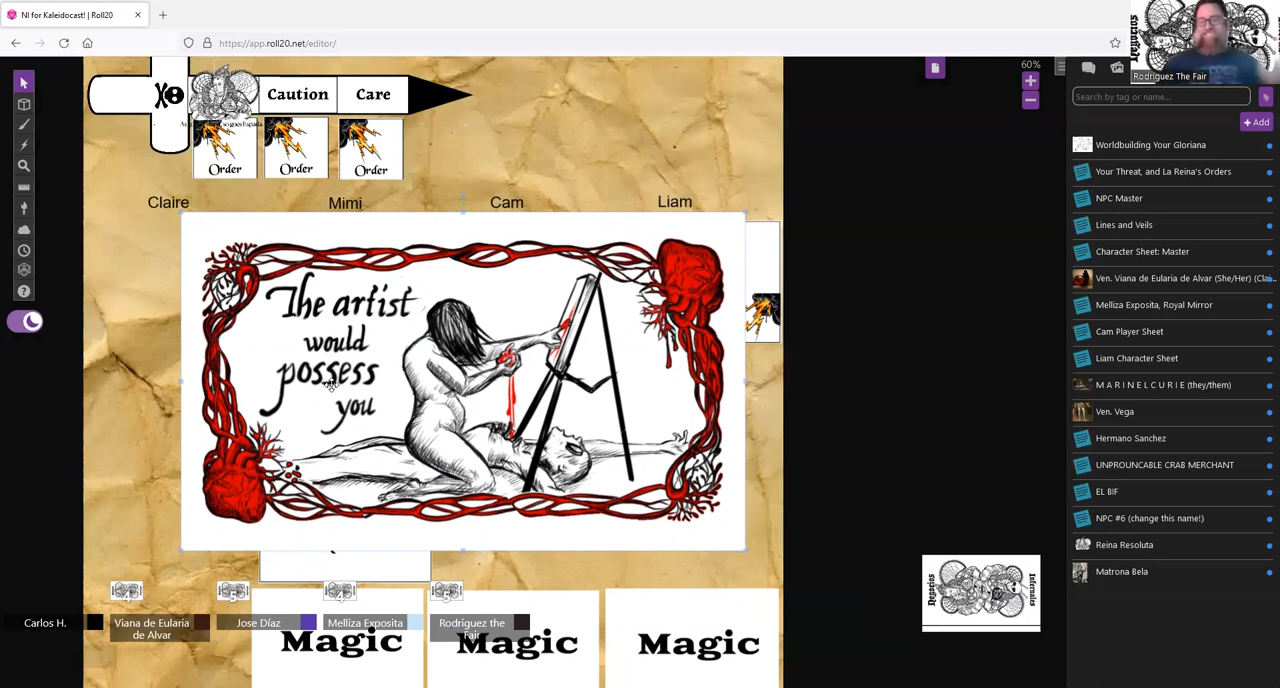 NI for Kaleidocast! | Roll20
https://app.roll20.net/editor/
60%
Rodriguez The Fair
Search by tag or name...
+ Add
Caution
Care
Order
Order
Order
Claire
Mimi
Cam
Liam
The artist
would
possess
you
Worldbuilding Your Gloriana
Your Threat, and La Reina's Orders
NPC Master
Lines and Veils
Character Sheet: Master
Ven. Viana de Eularia de Alvar (She/Her) (Cla...
Melliza Exposita, Royal Mirror
Cam Player Sheet
Liam Character Sheet
M A R I N E L C U R I E (they/them)
Ven. Vega
Hermano Sanchez
UNPROUNCABLE CRAB MERCHANT
EL BIF
NPC #6 (change this name!)
Reina Resoluta
Matrona Bela
Negocios
Infernales
Carlos H.
Viana de Eularia
de Alvar
Jose Díaz
Melliza Exposita
Rodriguez the
Fair
Magic
Magic
Magic